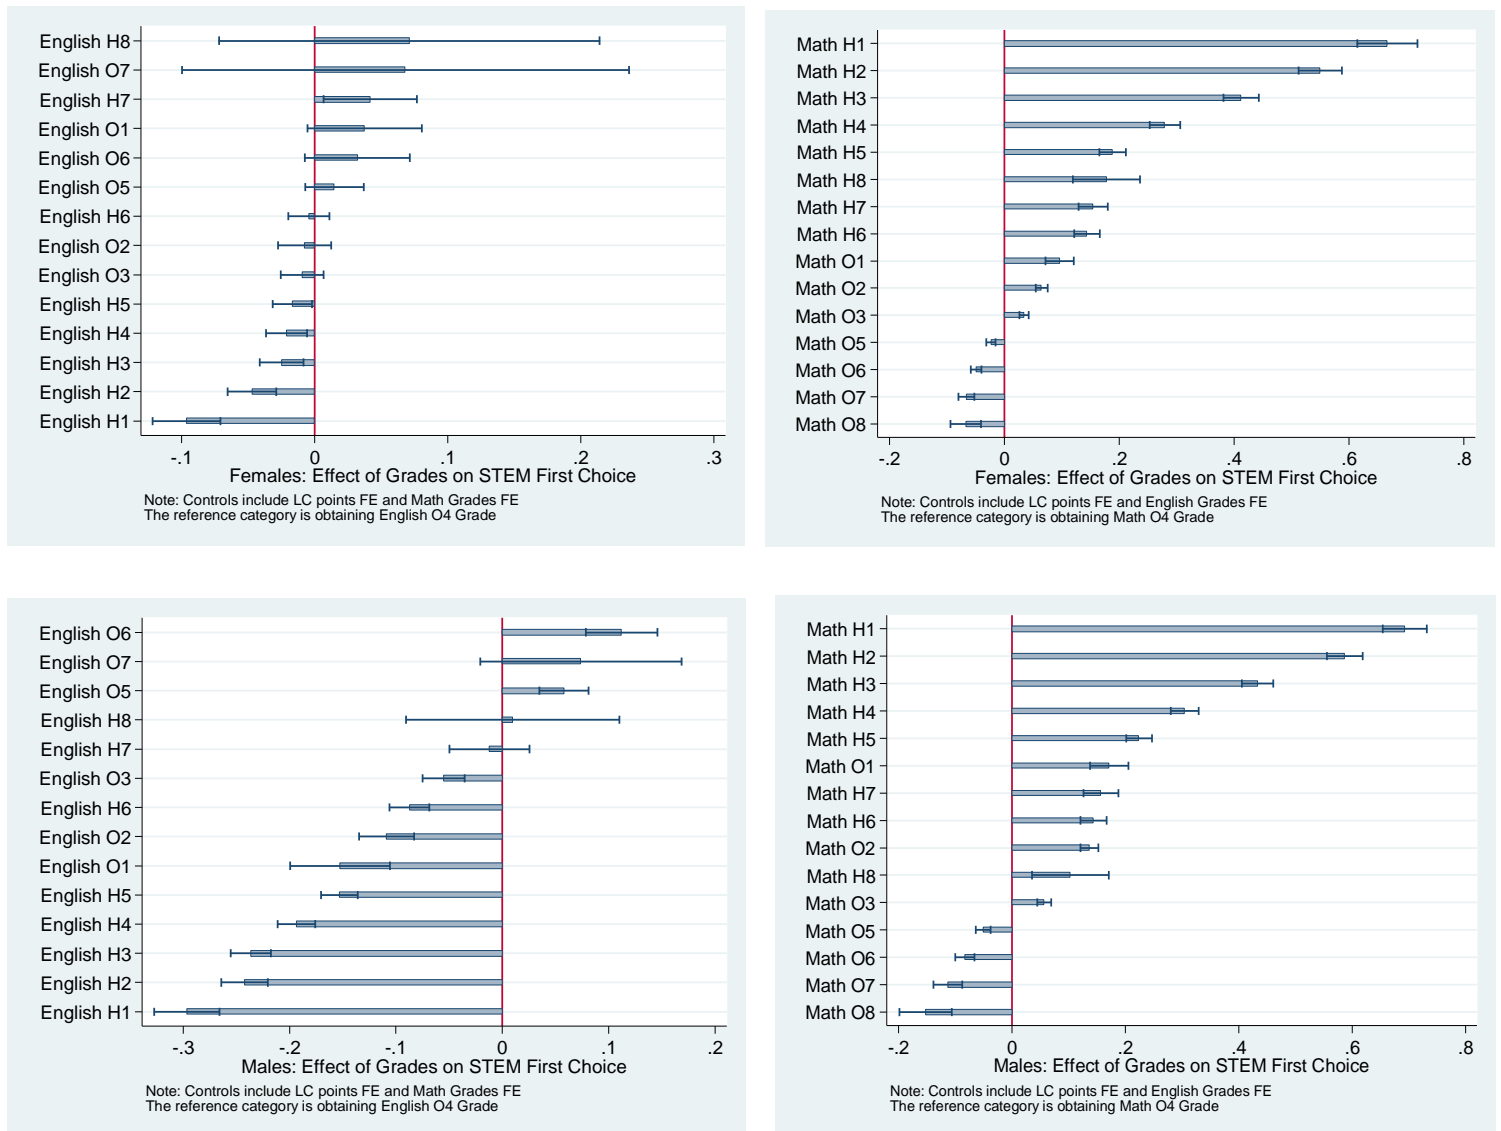 English H8
English O7
English H7
English O1
English O6
English O5
English H6
English O2
English O3
English H5
English H4
English H3
English H2
English H1
-.1 0 .1 .2 .3
Females: Effect of Grades on STEM First Choice
Note: Controls include LC points FE and Math Grades FE
The reference category is obtaining English O4 Grade
Math H1
Math H2
Math H3
Math H4
Math H5
Math H8
Math H7
Math H6
Math O1
Math O2
Math O3
Math O5
Math O6
Math O7
Math O8
-.2 0 .2 .4 .6 .8
Females: Effect of Grades on STEM First Choice
Note: Controls include LC points FE and English Grades FE
The reference category is obtaining Math O4 Grade
English O6
English O7
English O5
English H8
English H7
English O3
English H6
English O2
English O1
English H5
English H4
English H3
English H2
English H1
-.3 -.2 -.1 0 .1 .2
Males: Effect of Grades on STEM First Choice
Note: Controls include LC points FE and Math Grades FE
The reference category is obtaining English O4 Grade
Math H1
Math H2
Math H3
Math H4
Math H5
Math O1
Math H7
Math H6
Math O2
Math H8
Math O3
Math O5
Math O6
Math O7
Math O8
-.2 0 .2 .4 .6 .8
Males: Effect of Grades on STEM First Choice
Note: Controls include LC points FE and English Grades FE
The reference category is obtaining Math O4 Grade